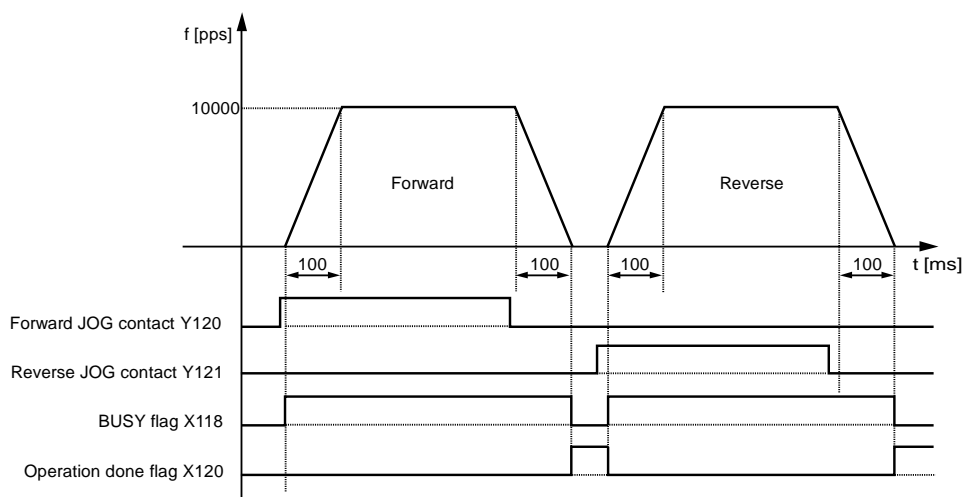 f [pps]
10000
Forward
Reverse
100
100
100
100
t [ms]
Forward JOG contact Y120
Reverse JOG contact Y121
BUSY flag X118
Operation done flag X120